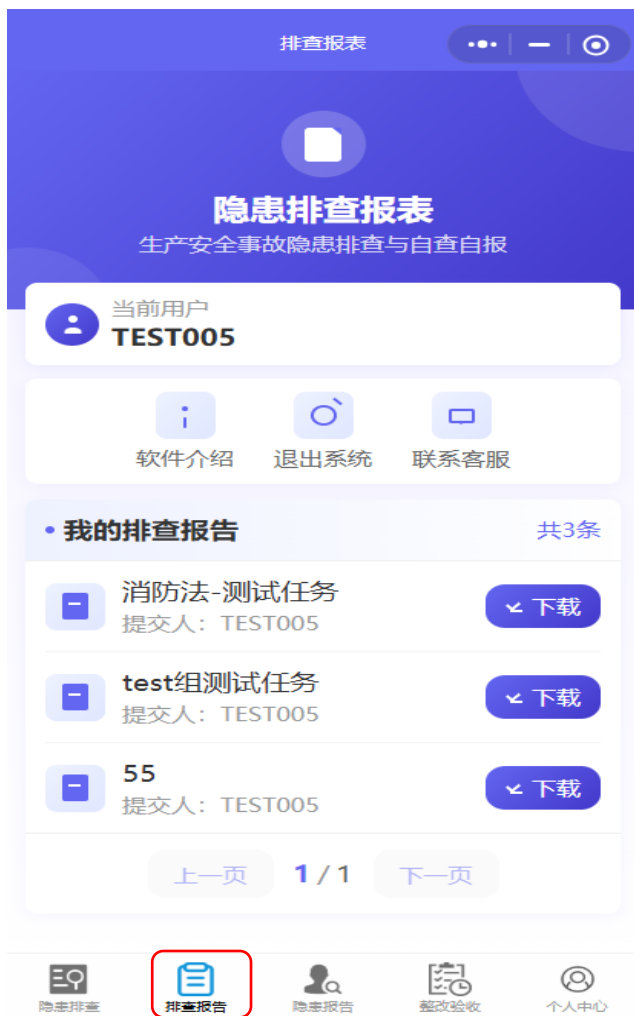 排查报表
隐患排查报表
生产安全事故隐患排查与自查自报
当前用户
TEST005
软件介绍 退出系统 联系客服
• 我的排查报告 共3条
消防法-测试任务
提交人：TEST005
下载
test组测试任务
提交人：TEST005
下载
55
提交人：TEST005
下载
上一页 1 / 1 下一页
隐患排查 排查报告 隐患报告 整改验收 个人中心